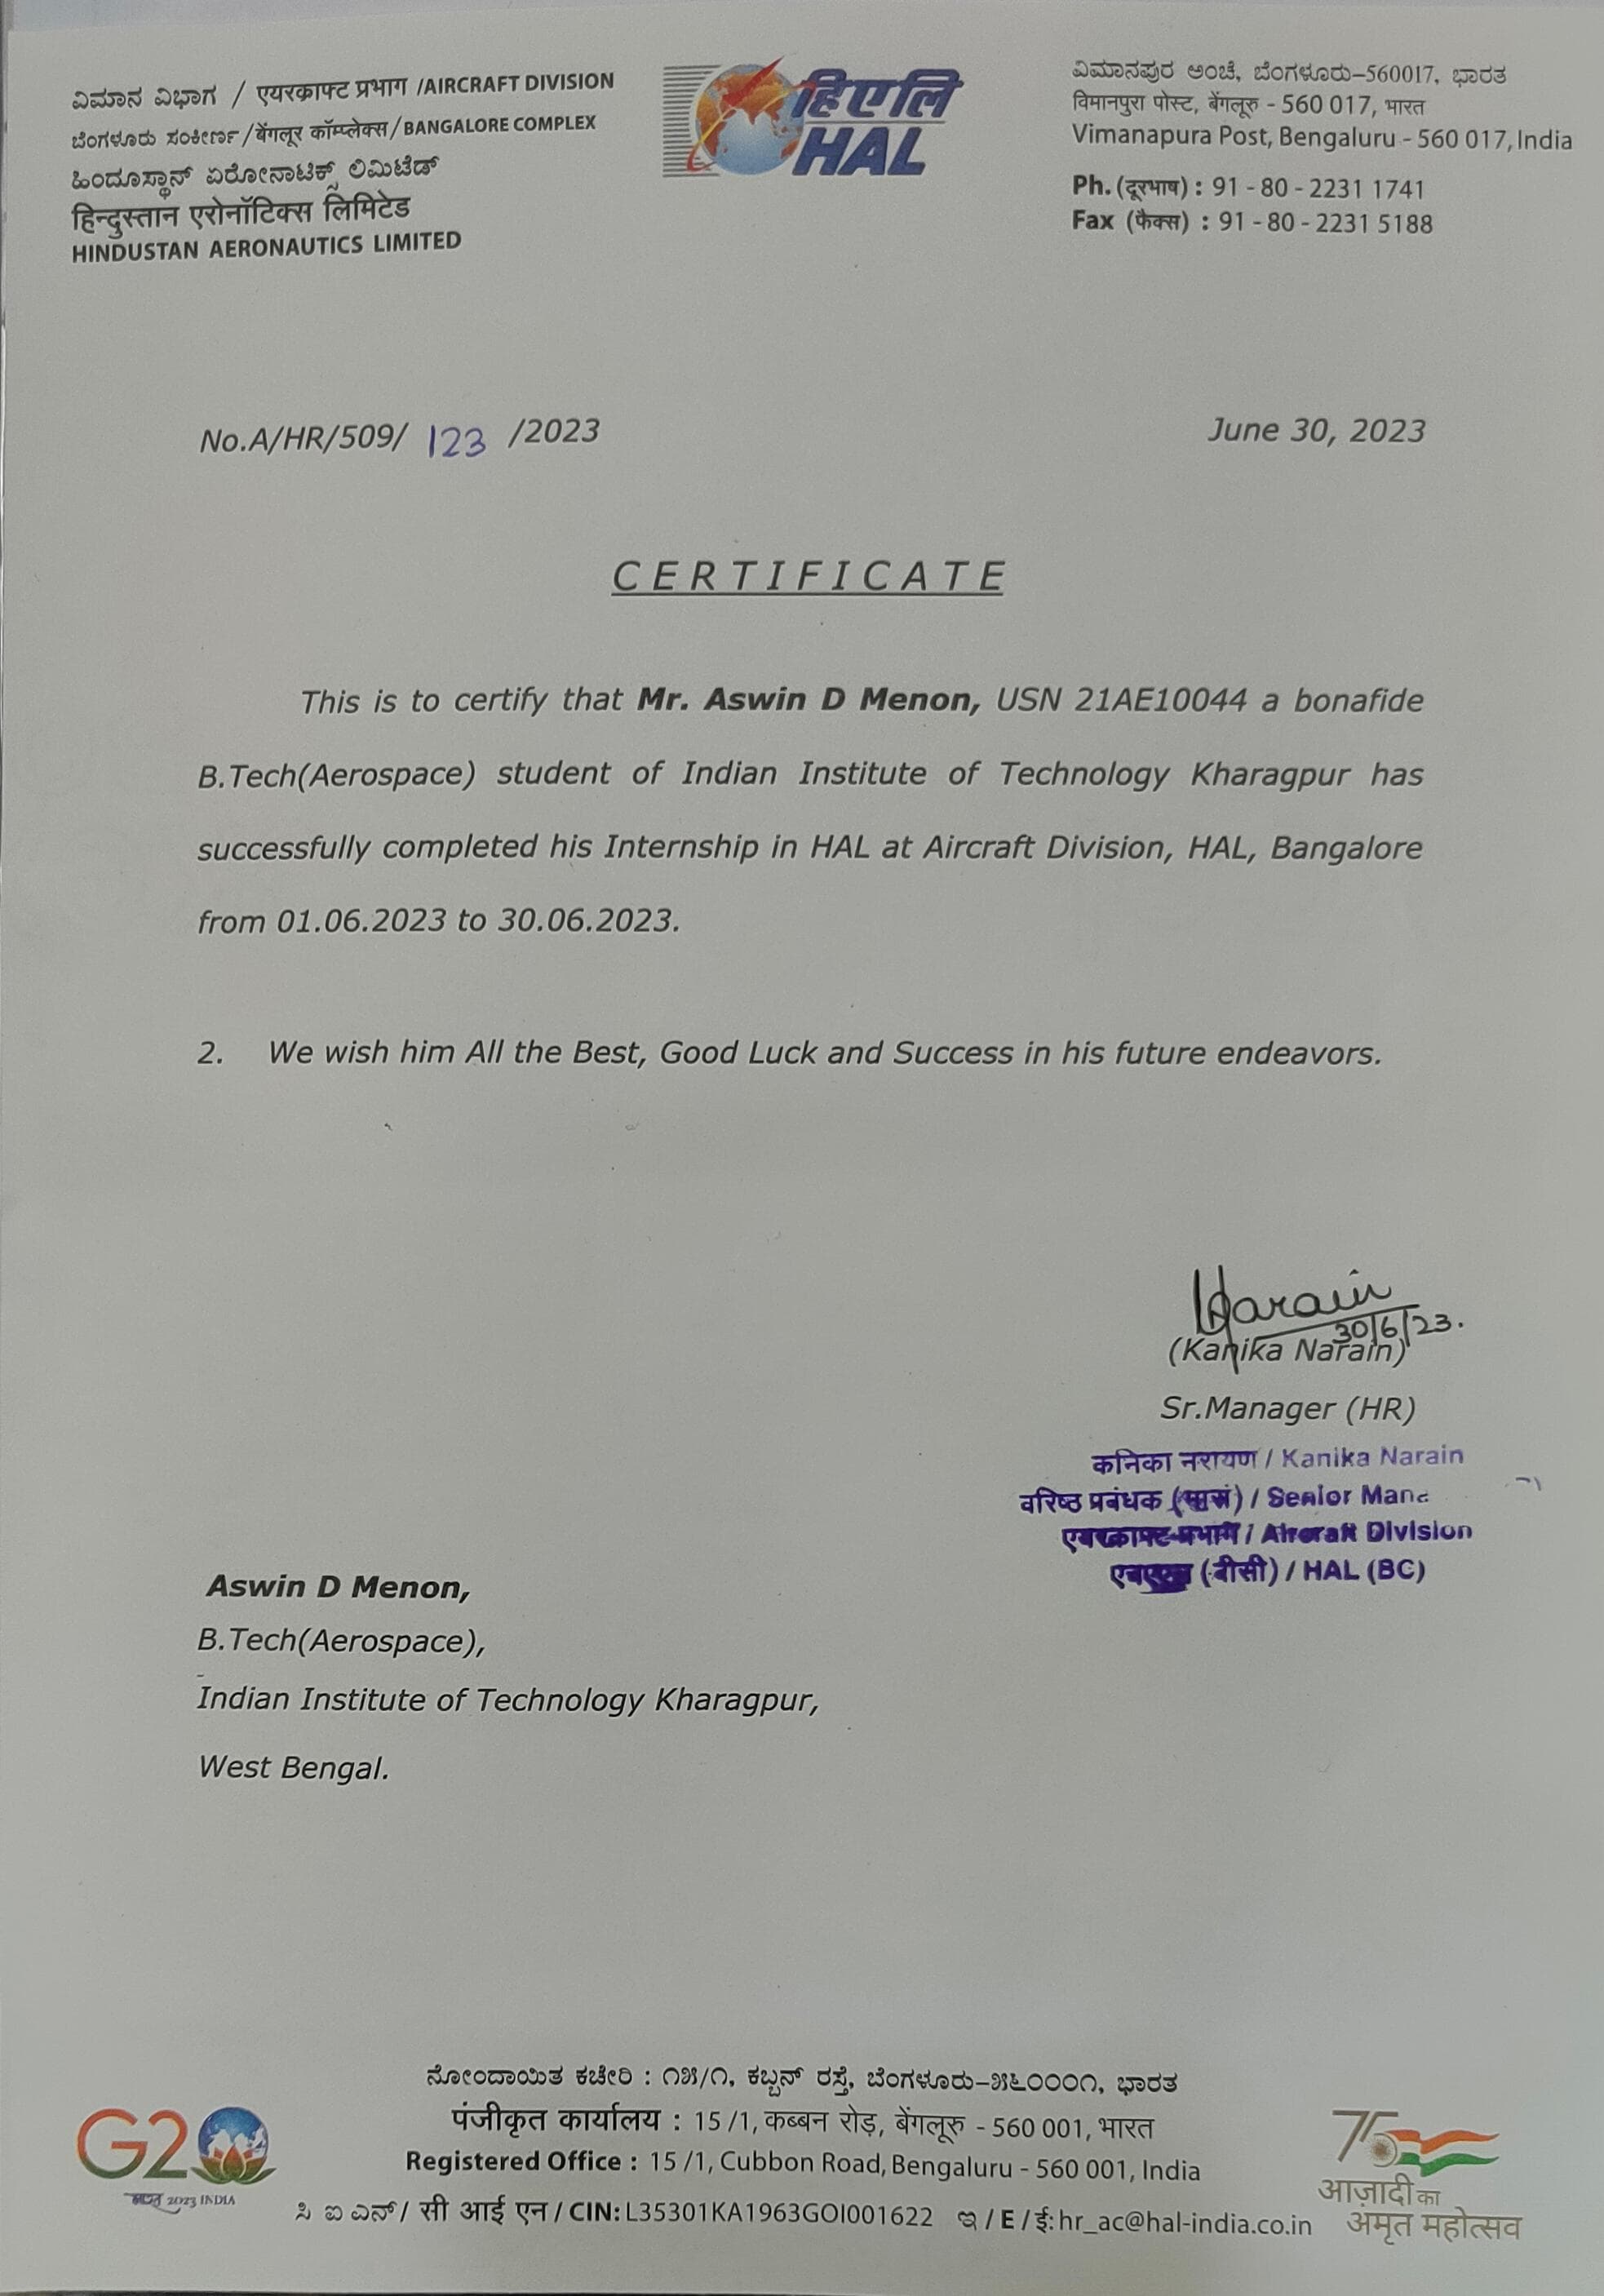 ವಿಮಾನ ವಿಭಾಗ / एयरक्राफ्ट प्रभाग /AIRCRAFT DIVISION
ಬೆಂಗಳೂರು ಸಂಕೀರ್ಣ/बेंगलूर कॉम्प्लेक्स/BANGALORE COMPLEX
ಹಿಂದೂಸ್ಥಾನ್ ಏರೋನಾಟಿಕ್ಸ್ ಲಿಮಿಟೆಡ್
हिन्दुस्तान एरोनॉटिक्स लिमिटेड
HINDUSTAN AERONAUTICS LIMITED
हिएलि
HAL
ವಿಮಾನಪುರ ಅಂಚೆ, ಬೆಂಗಳೂರು–560017, ಭಾರತ
विमानपुरा पोस्ट, बेंगलूरु - 560 017, भारत
Vimanapura Post, Bengaluru - 560 017, India
Ph. (दूरभाष) : 91 - 80 - 2231 1741
Fax (फैक्स) : 91 - 80 - 2231 5188
No.A/HR/509/ 123 /2023
June 30, 2023
CERTIFICATE
This is to certify that Mr. Aswin D Menon, USN 21AE10044 a bonafide
B.Tech(Aerospace) student of Indian Institute of Technology Kharagpur has
successfully completed his Internship in HAL at Aircraft Division, HAL, Bangalore
from 01.06.2023 to 30.06.2023.
2. We wish him All the Best, Good Luck and Success in his future endeavors.
Narain
30/6/23.
(Kanika Narain)
Sr.Manager (HR)
कनिका नरायण / Kanika Narain
वरिष्ठ प्रबंधक (मासं) / Senior Mana
एयरक्राफ्ट प्रभाग / Aircraft Division
(बीसी) / HAL (BC)
Aswin D Menon,
B.Tech(Aerospace),
Indian Institute of Technology Kharagpur,
West Bengal.
ನೋಂದಾಯಿತ ಕಚೇರಿ : ೧೫/೧, ಕಬ್ಬನ್ ರಸ್ತೆ, ಬೆಂಗಳೂರು–೫೬೦೦೦೧, ಭಾರತ
पंजीकृत कार्यालय : 15 /1, कब्बन रोड़, बेंगलूरु - 560 001, भारत
Registered Office : 15 /1, Cubbon Road, Bengaluru - 560 001, India
ಸಿ ಐ ಎನ್ / सी आई एन / CIN: L35301KA1963GOI001622 ಇ / E / ई: hr_ac@hal-india.co.in
G20
भारत 2023 INDIA
75
आज़ादी का
अमृत महोत्सव